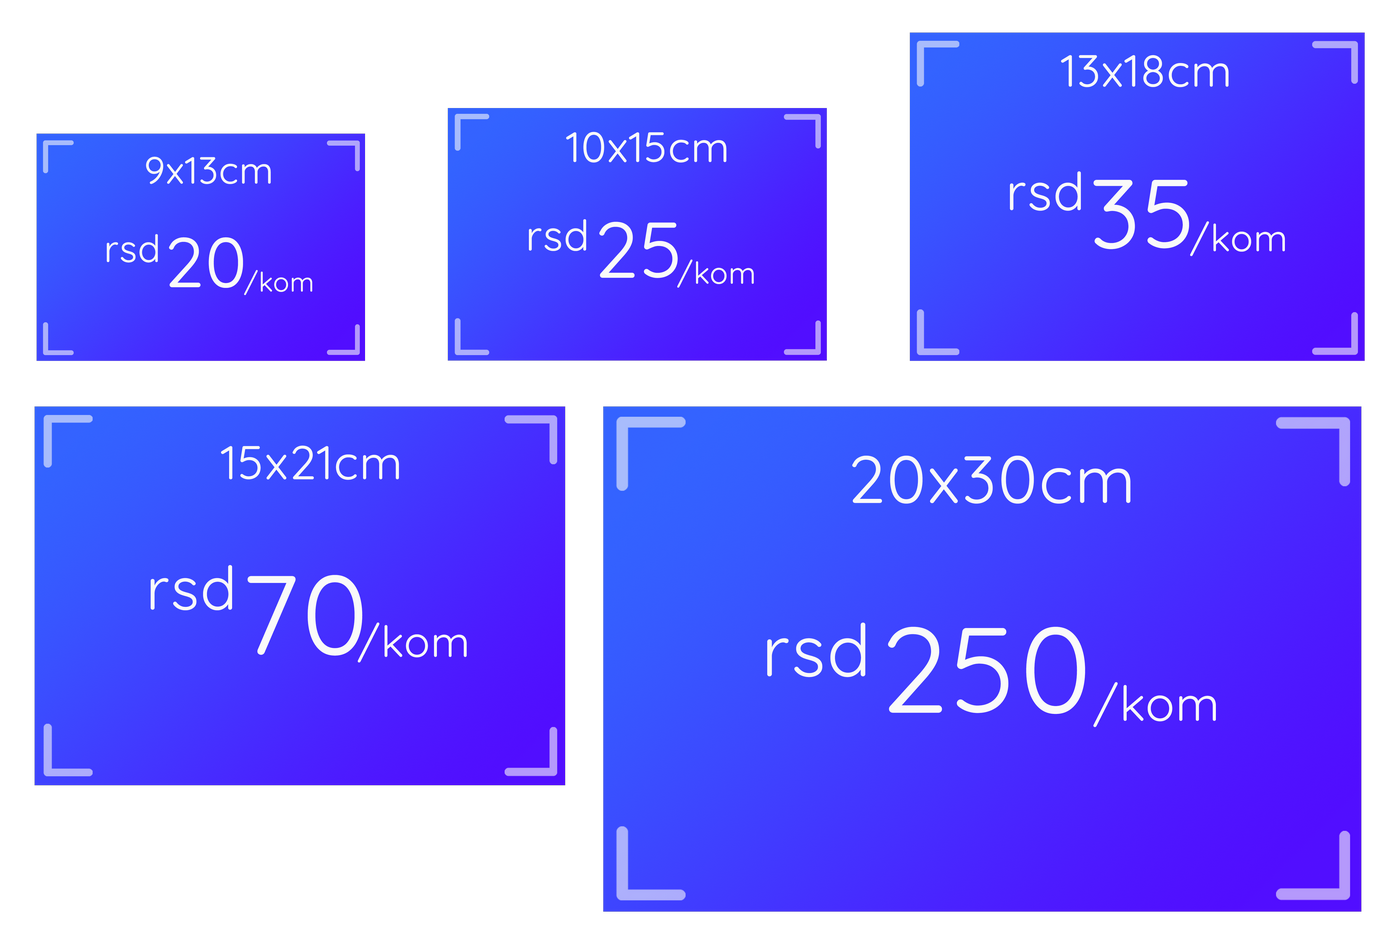 9x13cm
rsd 20/kom
10x15cm
rsd 25/kom
13x18cm
rsd 35/kom
15x21cm
rsd 70/kom
20x30cm
rsd 250/kom